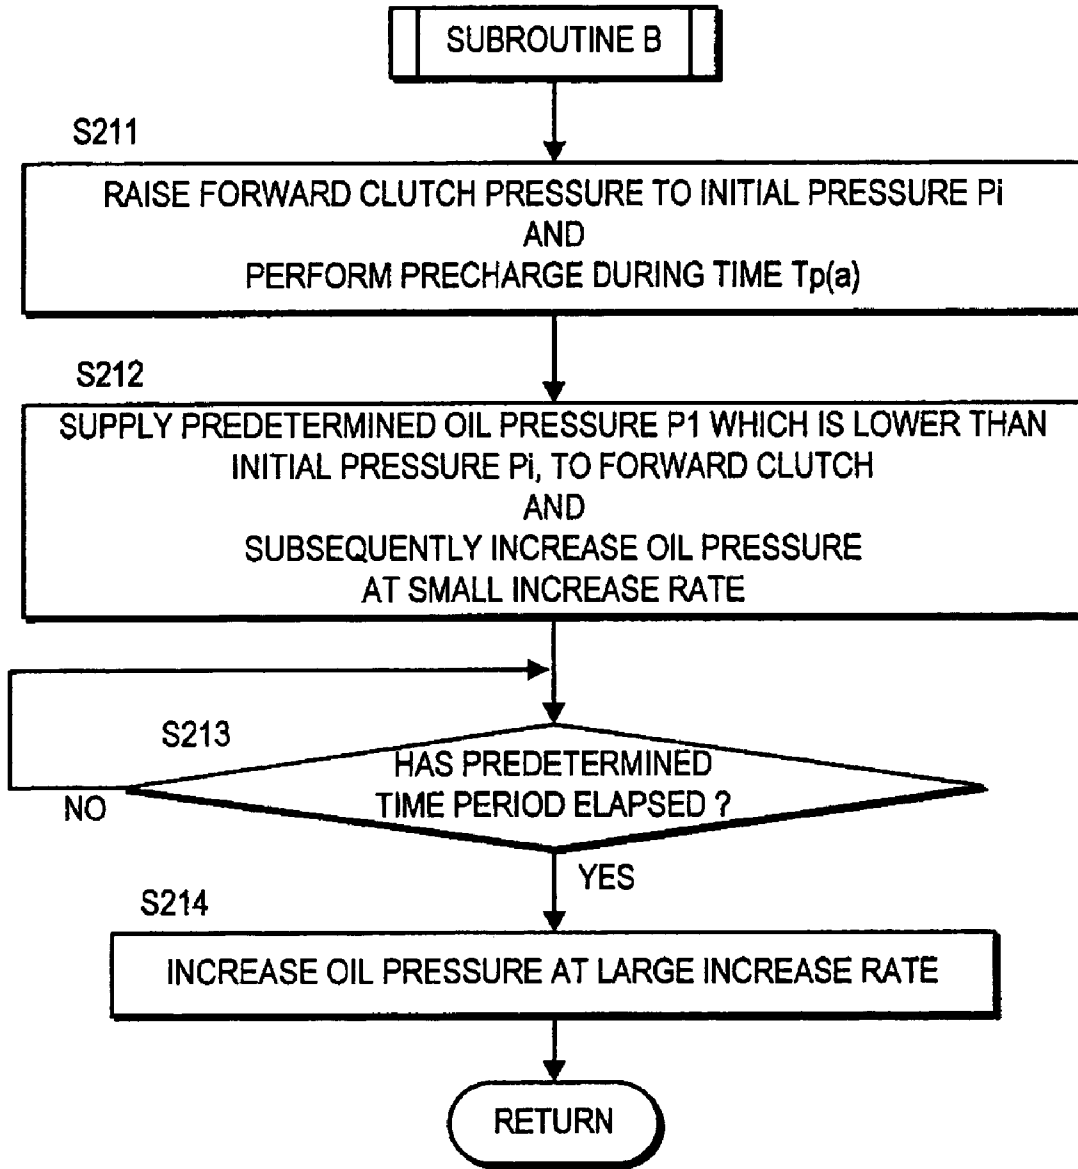 SUBROUTINE B
S211
RAISE FORWARD CLUTCH PRESSURE TO INITIAL PRESSURE Pi
AND
PERFORM PRECHARGE DURING TIME Tp(a)
S212
SUPPLY PREDETERMINED OIL PRESSURE P1 WHICH IS LOWER THAN
INITIAL PRESSURE Pi, TO FORWARD CLUTCH
AND
SUBSEQUENTLY INCREASE OIL PRESSURE
AT SMALL INCREASE RATE
S213
HAS PREDETERMINED
TIME PERIOD ELAPSED ?
NO
YES
S214
INCREASE OIL PRESSURE AT LARGE INCREASE RATE
RETURN